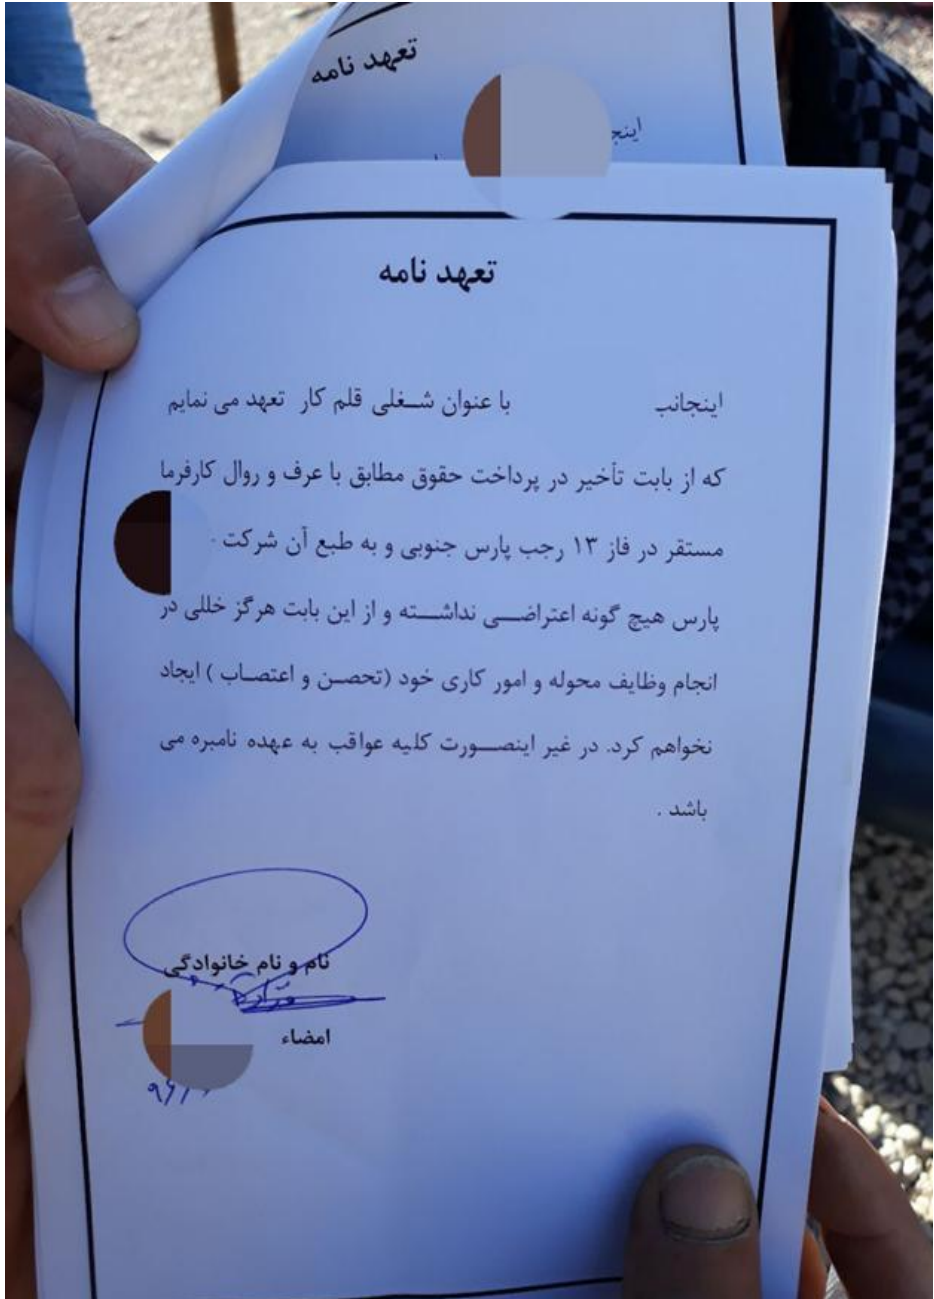 تعهد نامه
اینجا
تعهد نامه
اینجانب با عنوان شغلی قلم کار تعهد می نمایم
که از بابت تأخیر در پرداخت حقوق مطابق با عرف و روال کارفرما
مستقر در فاز ۱۳ رجب پارس جنوبی و به طبع آن شرکت
پارس هیچ گونه اعتراضی نداشته و از این بابت هرگز خللی در
انجام وظایف محوله و امور کاری خود (تحصن و اعتصاب ) ایجاد
نخواهم کرد. در غیر اینصورت کلیه عواقب به عهده نامبره می
باشد .
نام و نام خانوادگی
امضاء